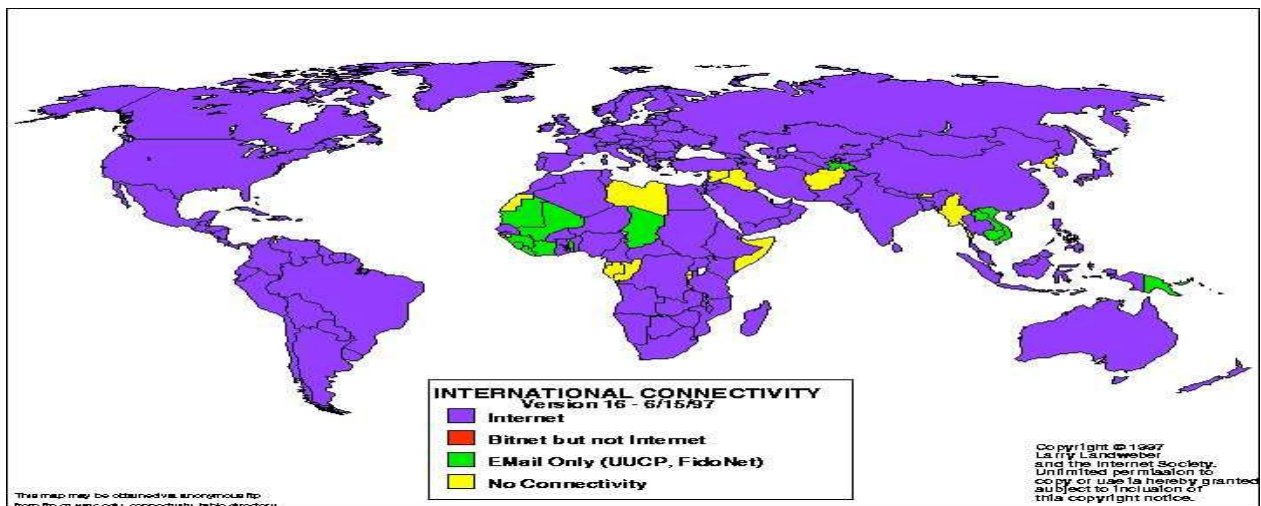 INTERNATIONAL CONNECTIVITY
Version 16 - 6/15/97
Internet
Bitnet but not Internet
EMail Only (UUCP, FidoNet)
No Connectivity
This map may be obtained via anonymous ftp
Copyright © 1997
Larry Landweber
and the Internet Society.
Unlimited permission to
copy or use is hereby granted
subject to inclusion of
this copyright notice.